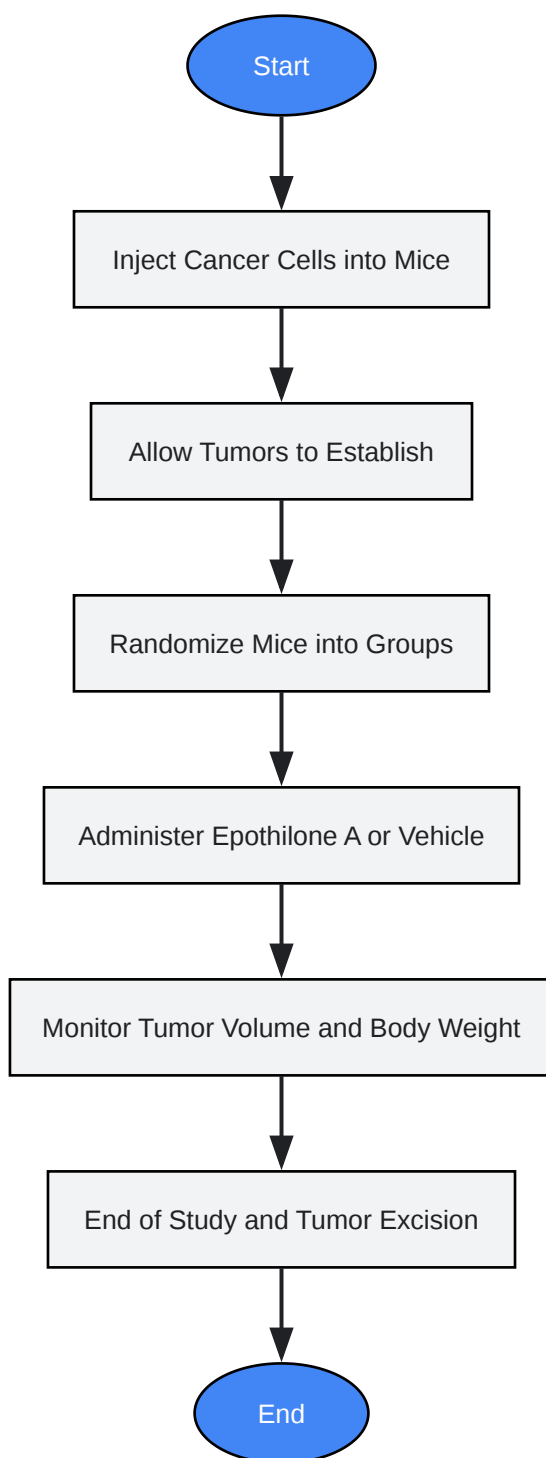 Start
Inject Cancer Cells into Mice
Allow Tumors to Establish
Randomize Mice into Groups
Administer Epothilone A or Vehicle
Monitor Tumor Volume and Body Weight
End of Study and Tumor Excision
End